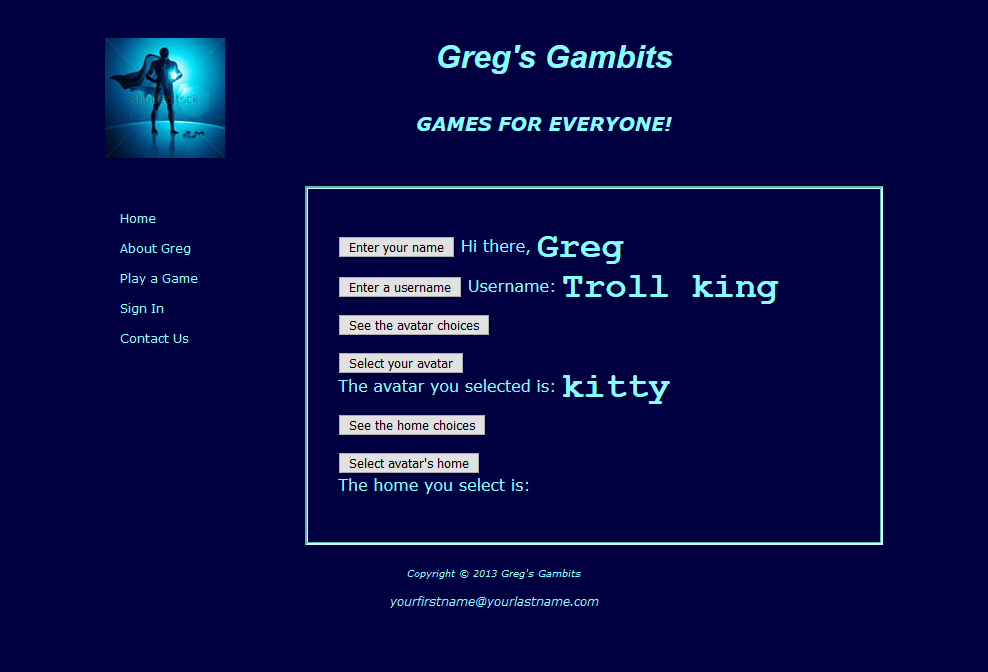 Greg's Gambits
GAMES FOR EVERYONE!
shutterstock
Home
About Greg
Play a Game
Sign In
Contact Us
Enter your name Hi there, Greg
Enter a username Username: Troll king
See the avatar choices
Select your avatar
The avatar you selected is: kitty
See the home choices
Select avatar's home
The home you select is:
Copyright © 2013 Greg's Gambits
yourfirstname@yourlastname.com